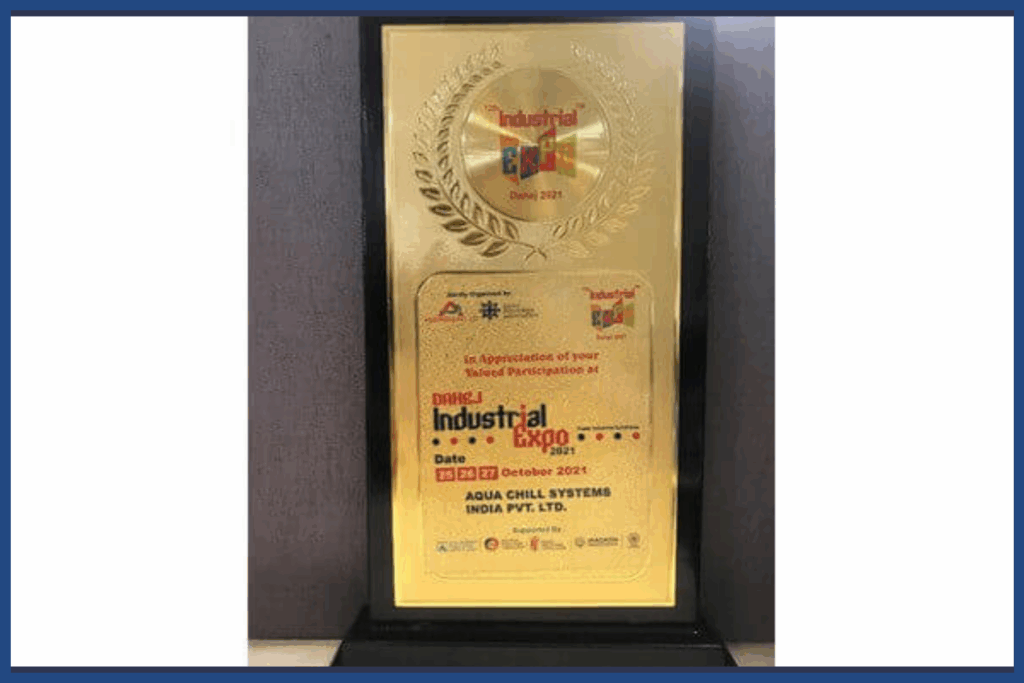 Industrial
Expo
Dahej 2021
Jointly Organised by
Industrial
Expo
In Appreciation of your
Valued Participation at
DAHEJ
Industrial
Expo
2021
Date
25 26 27 October 2021
AQUA CHILL SYSTEMS
INDIA PVT. LTD.
Supported By